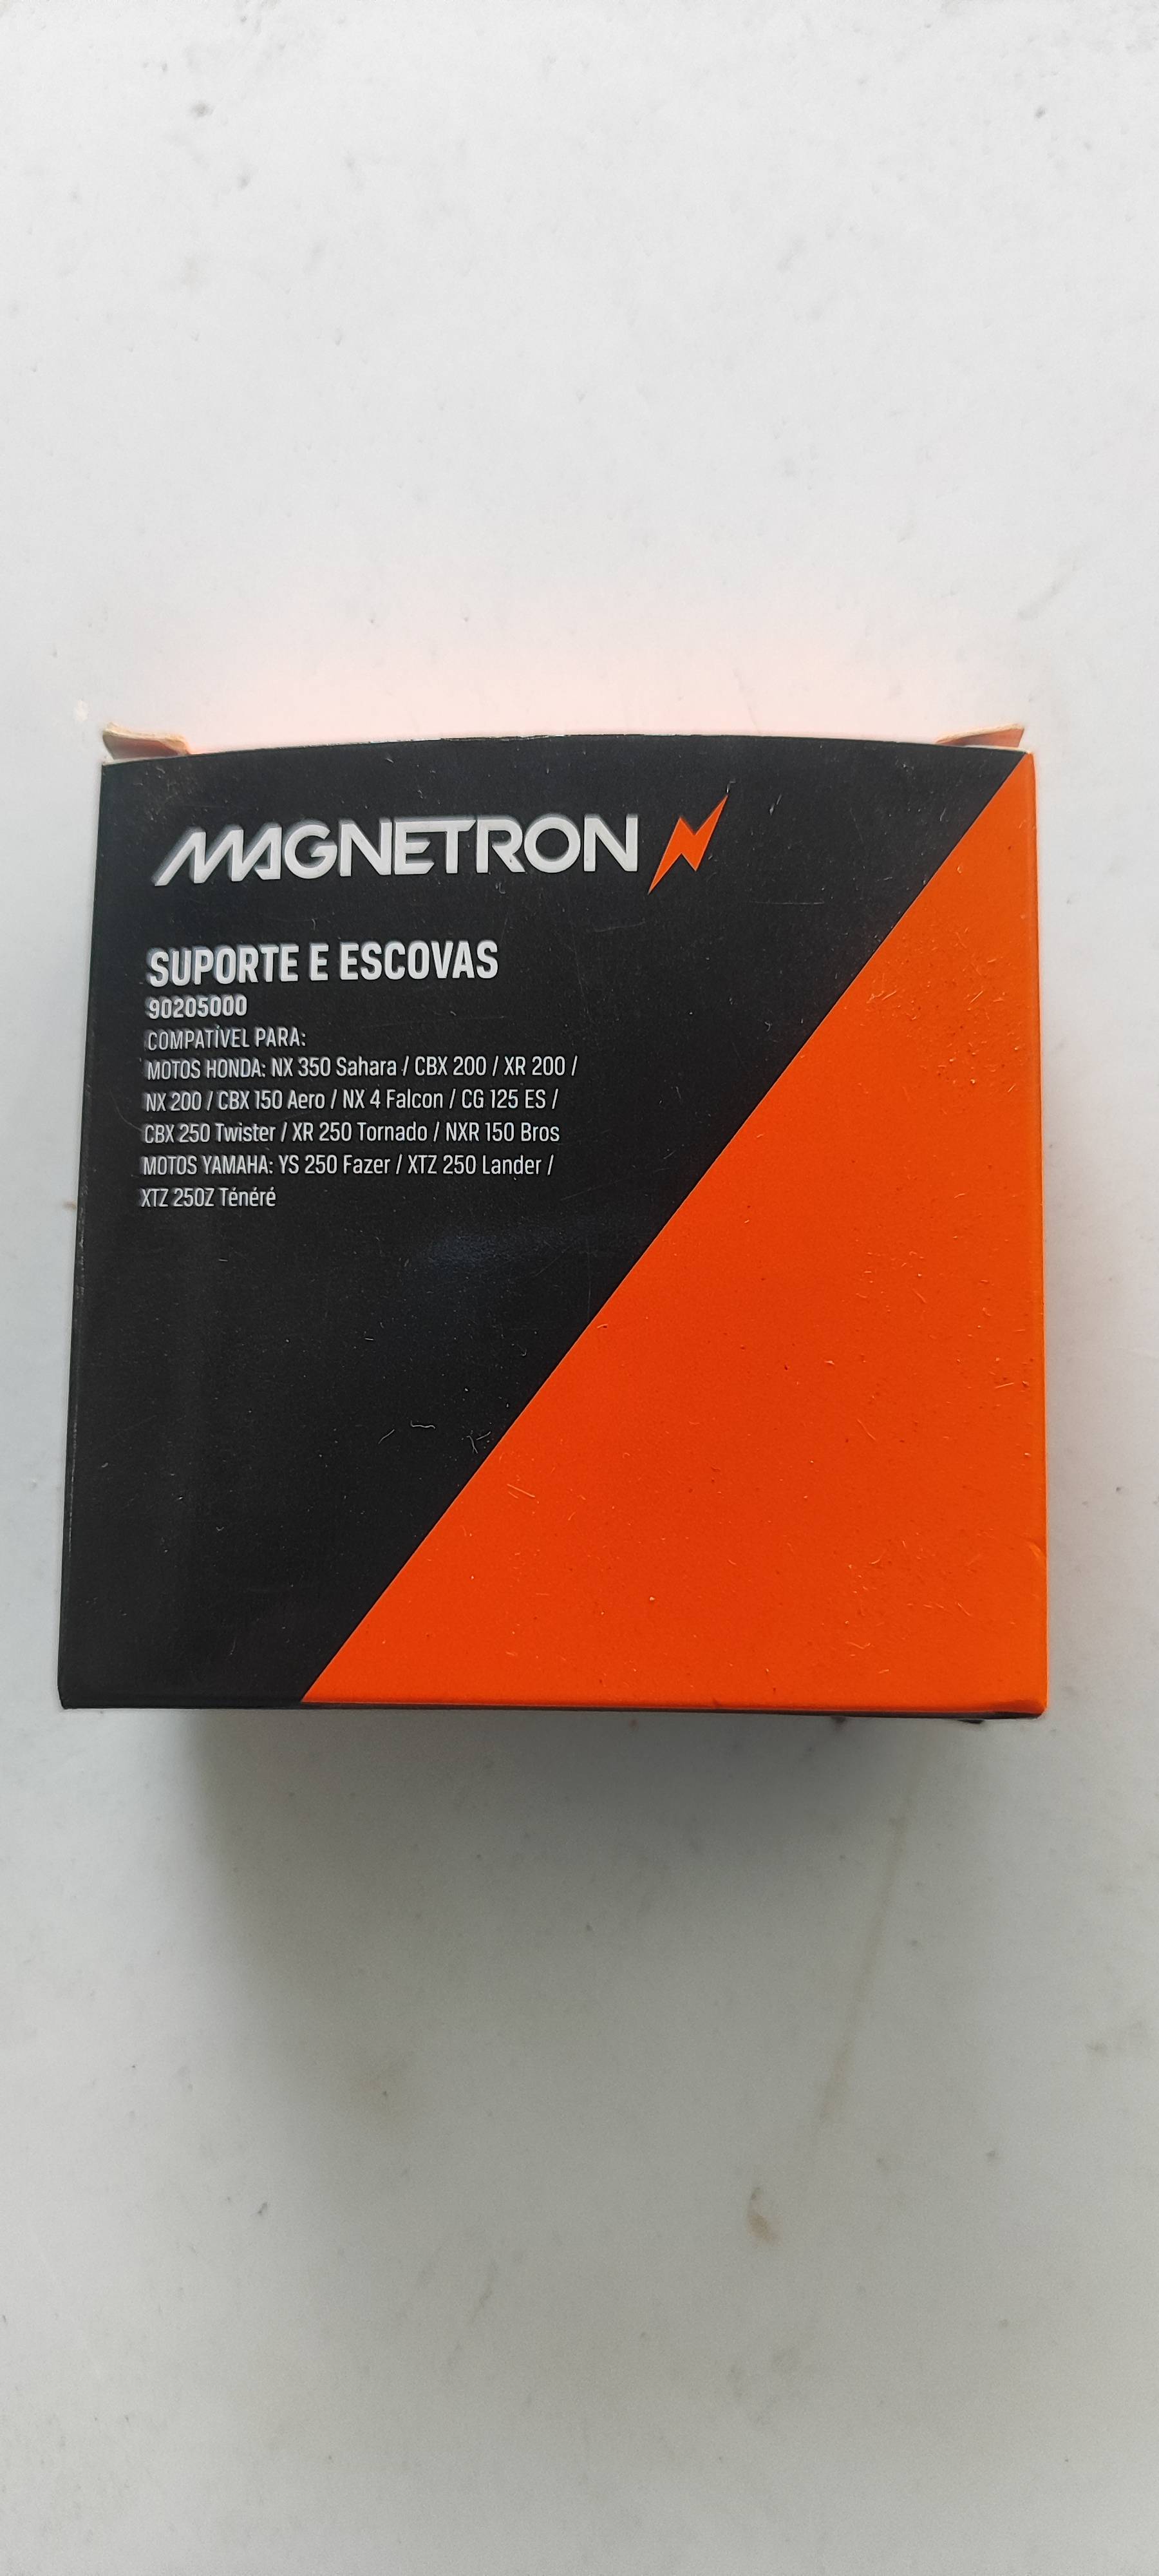 MAGNETRON
SUPORTE E ESCOVAS
90205000
COMPATÍVEL PARA:
MOTOS HONDA: NX 350 Sahara / CBX 200 / XR 200 /
NX 200 / CBX 150 Aero / NX 4 Falcon / CG 125 ES /
CBX 250 Twister / XR 250 Tornado / NXR 150 Bros
MOTOS YAMAHA: YS 250 Fazer / XTZ 250 Lander /
XTZ 250Z Ténéré